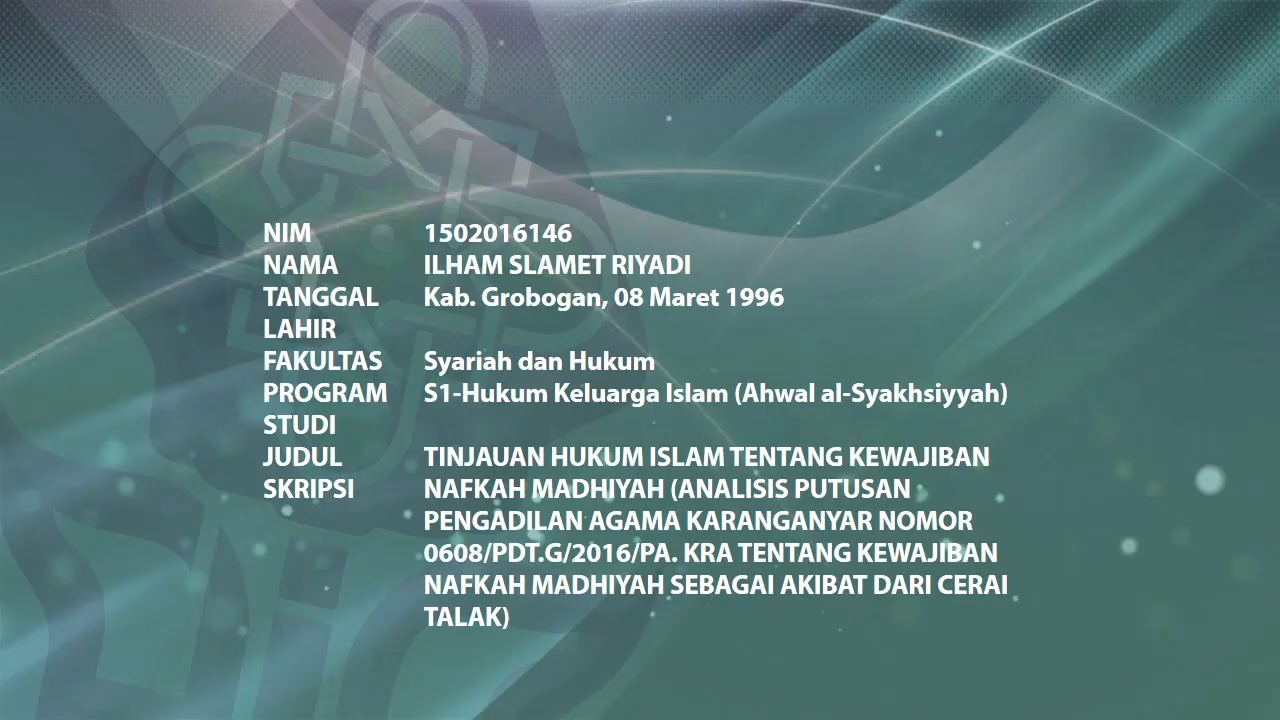 NIM 1502016146
NAMA ILHAM SLAMET RIYADI
TANGGAL Kab. Grobogan, 08 Maret 1996
LAHIR
FAKULTAS Syariah dan Hukum
PROGRAM S1-Hukum Keluarga Islam (Ahwal al-Syakhsiyyah)
STUDI
JUDUL TINJAUAN HUKUM ISLAM TENTANG KEWAJIBAN
SKRIPSI NAFKAH MADHIYAH (ANALISIS PUTUSAN
PENGADILAN AGAMA KARANGANYAR NOMOR
0608/PDT.G/2016/PA. KRA TENTANG KEWAJIBAN
NAFKAH MADHIYAH SEBAGAI AKIBAT DARI CERAI
TALAK)